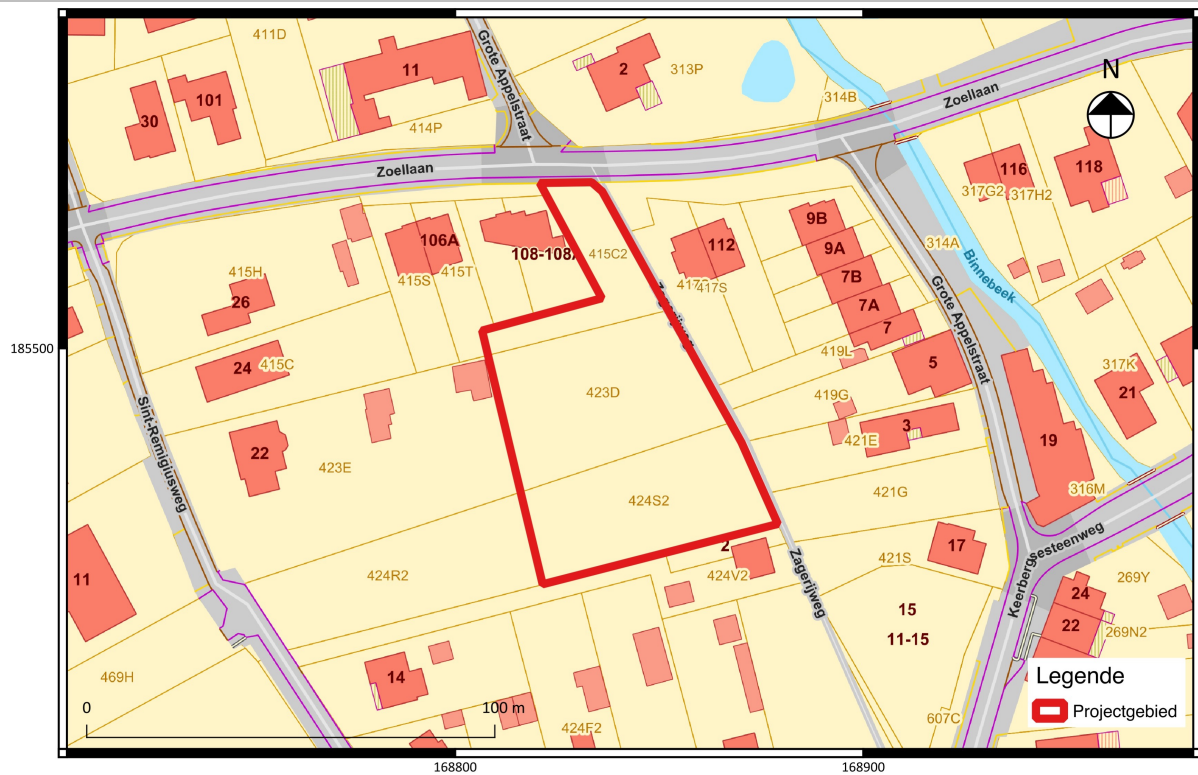 411D
Grote Appelstraat
11
2
313P
101
30
414P
314B
Zoellaan
N
Zoellaan
116
118
317G2
317H2
9B
106A
108-108A
415C2
112
9A
314A
415H
415S
415T
417S
7B
Binnebeek
26
7A
Grote Appelstraat
7
185500
24
415C
419L
5
317K
423D
419G
21
Sint-Remigiusweg
22
423E
421E
3
19
424S2
421G
316M
Keerbergsesteenweg
2
17
11
424R2
424V2
Zagerijweg
421S
269Y
24
15
22
11-15
269N2
469H
14
Legende
Projectgebied
0
100 m
424F2
607C
168800
168900